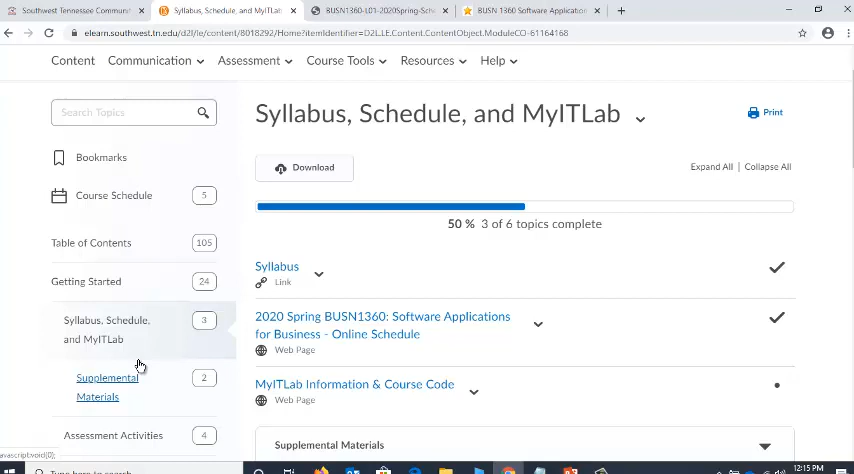 Southwest Tennessee Communi
Syllabus, Schedule, and MyITLab
BUSN1360-L01-2020Spring-Sch
BUSN 1360 Software Application
elearn.southwest.tn.edu/d2l/le/content/8018292/Home?itemIdentifier=D2L.LE.Content.ContentObject.ModuleCO-61164168
Content Communication Assessment Course Tools Resources Help
Search Topics
Bookmarks
Course Schedule 5
Table of Contents 105
Getting Started 24
Syllabus, Schedule, 3
and MyITLab
Supplemental 2
Materials
Assessment Activities 4
avascript:void(0);
Syllabus, Schedule, and MyITLab
Print
Download
Expand All | Collapse All
50 % 3 of 6 topics complete
Syllabus
Link
2020 Spring BUSN1360: Software Applications
for Business - Online Schedule
Web Page
MyITLab Information & Course Code
Web Page
Supplemental Materials
Type here to search
12:15 PM